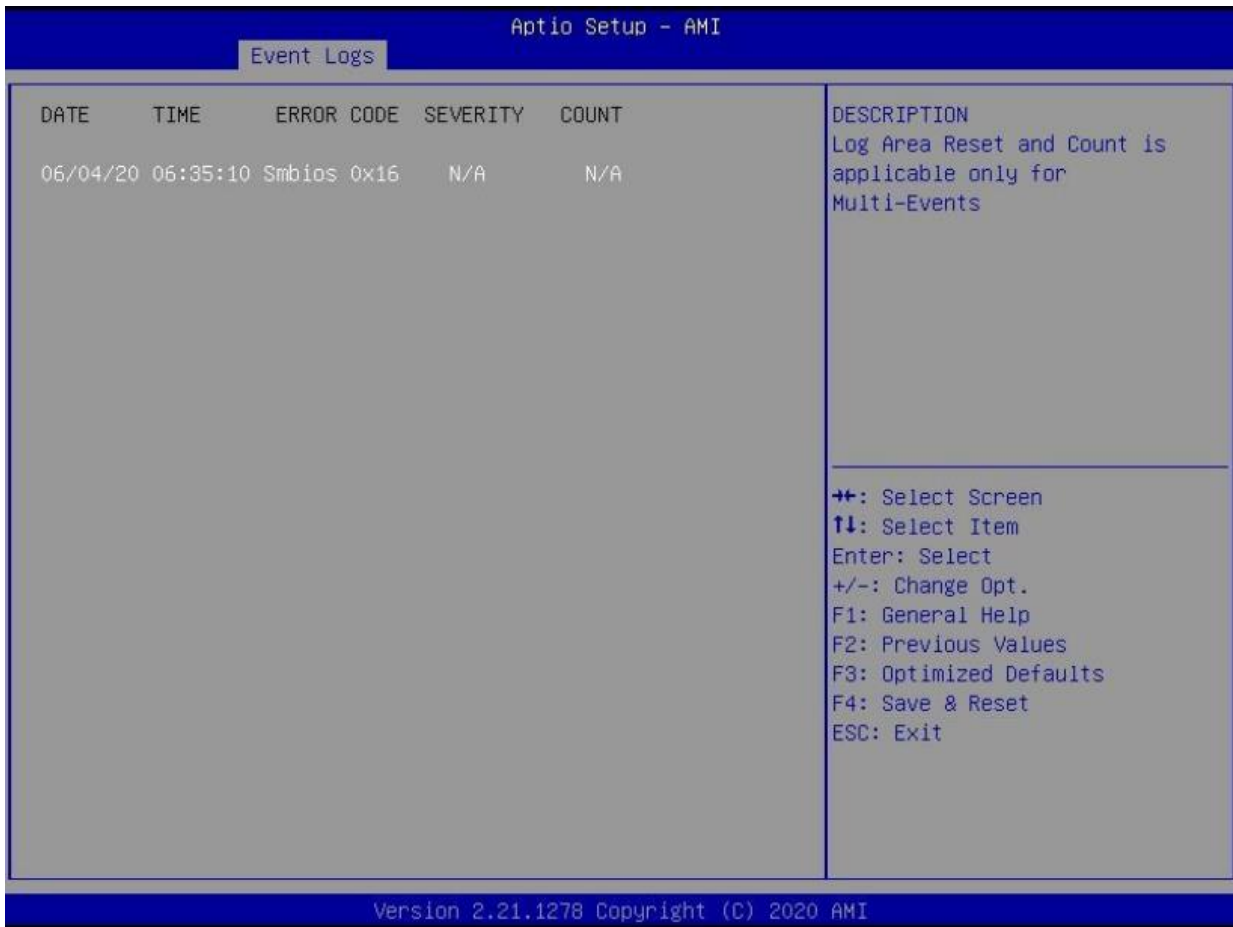 Aptio Setup - AMI
Event Logs
DATE TIME ERROR CODE SEVERITY COUNT
06/04/20 06:35:10 Smbios 0x16 N/A N/A
DESCRIPTION
Log Area Reset and Count is
applicable only for
Multi-Events
→←: Select Screen
↑↓: Select Item
Enter: Select
+/-: Change Opt.
F1: General Help
F2: Previous Values
F3: Optimized Defaults
F4: Save & Reset
ESC: Exit
Version 2.21.1278 Copyright (C) 2020 AMI